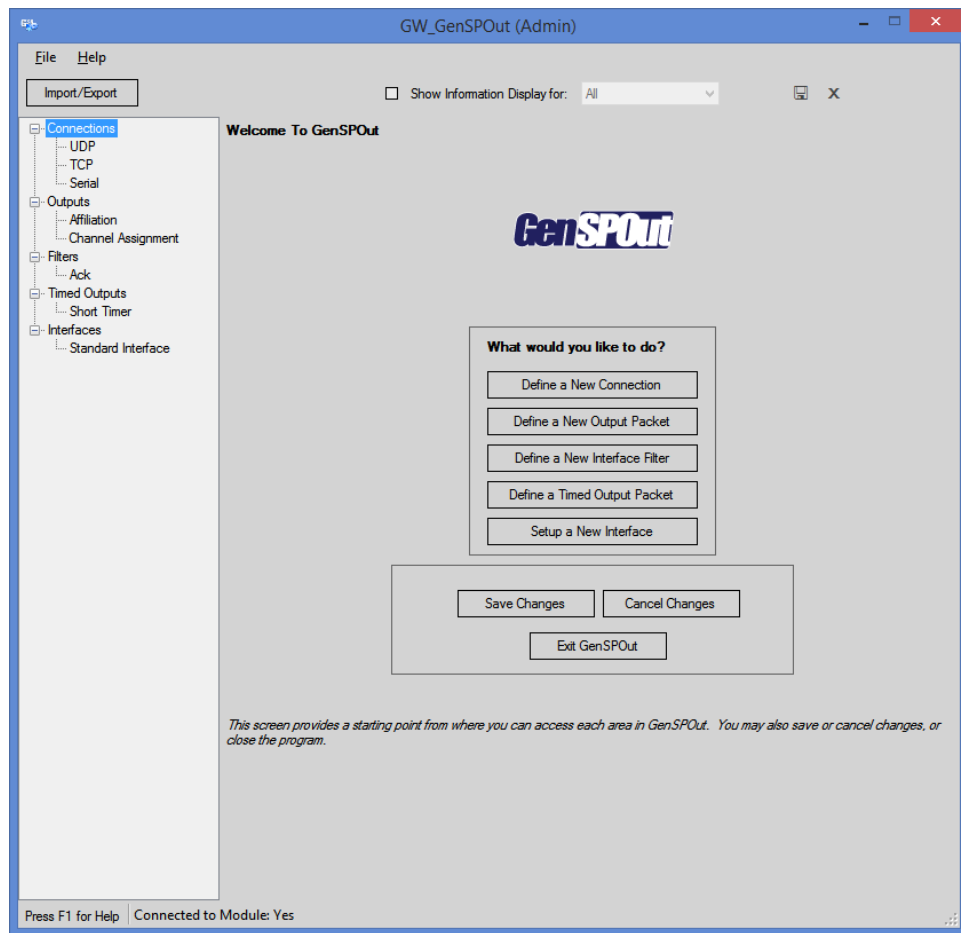 GW_GenSPOut (Admin)
File Help
Import/Export
Show Information Display for: All
X
Connections
UDP
TCP
Serial
Outputs
Affiliation
Channel Assignment
Filters
Ack
Timed Outputs
Short Timer
Interfaces
Standard Interface
Welcome To GenSPOut
GenSPOut
What would you like to do?
Define a New Connection
Define a New Output Packet
Define a New Interface Filter
Define a Timed Output Packet
Setup a New Interface
Save Changes Cancel Changes
Exit GenSPOut
This screen provides a starting point from where you can access each area in GenSPOut. You may also save or cancel changes, or
close the program.
Press F1 for Help Connected to Module: Yes